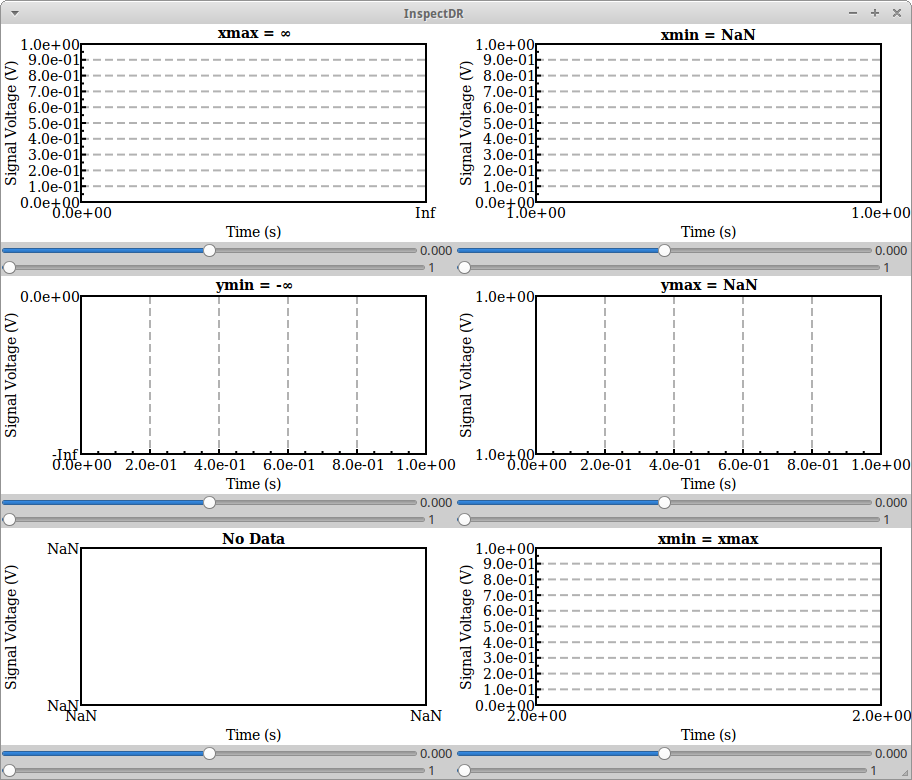 InspectDR
xmax = ∞
1.0e+00
9.0e-01
8.0e-01
7.0e-01
6.0e-01
5.0e-01
4.0e-01
3.0e-01
2.0e-01
1.0e-01
0.0e+00
Signal Voltage (V)
0.0e+00 Inf
Time (s)
0.000
1
xmin = NaN
1.0e+00
9.0e-01
8.0e-01
7.0e-01
6.0e-01
5.0e-01
4.0e-01
3.0e-01
2.0e-01
1.0e-01
0.0e+00
Signal Voltage (V)
1.0e+00 1.0e+00
Time (s)
0.000
1
ymin = -∞
0.0e+00
-Inf
Signal Voltage (V)
0.0e+00 2.0e-01 4.0e-01 6.0e-01 8.0e-01 1.0e+00
Time (s)
0.000
1
ymax = NaN
1.0e+00
1.0e+00
Signal Voltage (V)
0.0e+00 2.0e-01 4.0e-01 6.0e-01 8.0e-01 1.0e+00
Time (s)
0.000
1
No Data
NaN
NaN
Signal Voltage (V)
NaN NaN
Time (s)
0.000
1
xmin = xmax
1.0e+00
9.0e-01
8.0e-01
7.0e-01
6.0e-01
5.0e-01
4.0e-01
3.0e-01
2.0e-01
1.0e-01
0.0e+00
Signal Voltage (V)
2.0e+00 2.0e+00
Time (s)
0.000
1